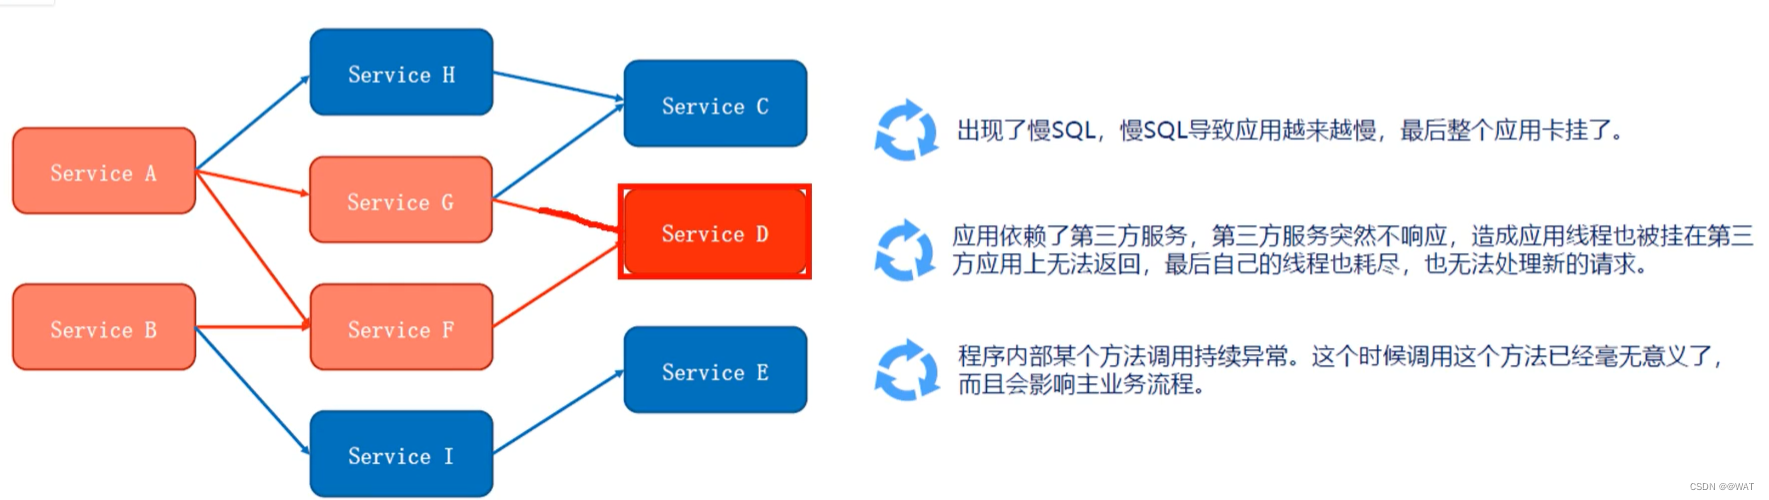 Service H
Service C
Service A
Service G
Service D
Service B
Service F
Service E
Service I
出现了慢SQL，慢SQL导致应用越来越慢，最后整个应用卡挂了。
应用依赖了第三方服务，第三方服务突然不响应，造成应用线程也被挂在第三
方应用上无法返回，最后自己的线程也耗尽，也无法处理新的请求。
程序内部某个方法调用持续异常。这个时候调用这个方法已经毫无意义了，
而且会影响主业务流程。
CSDN @@WAT